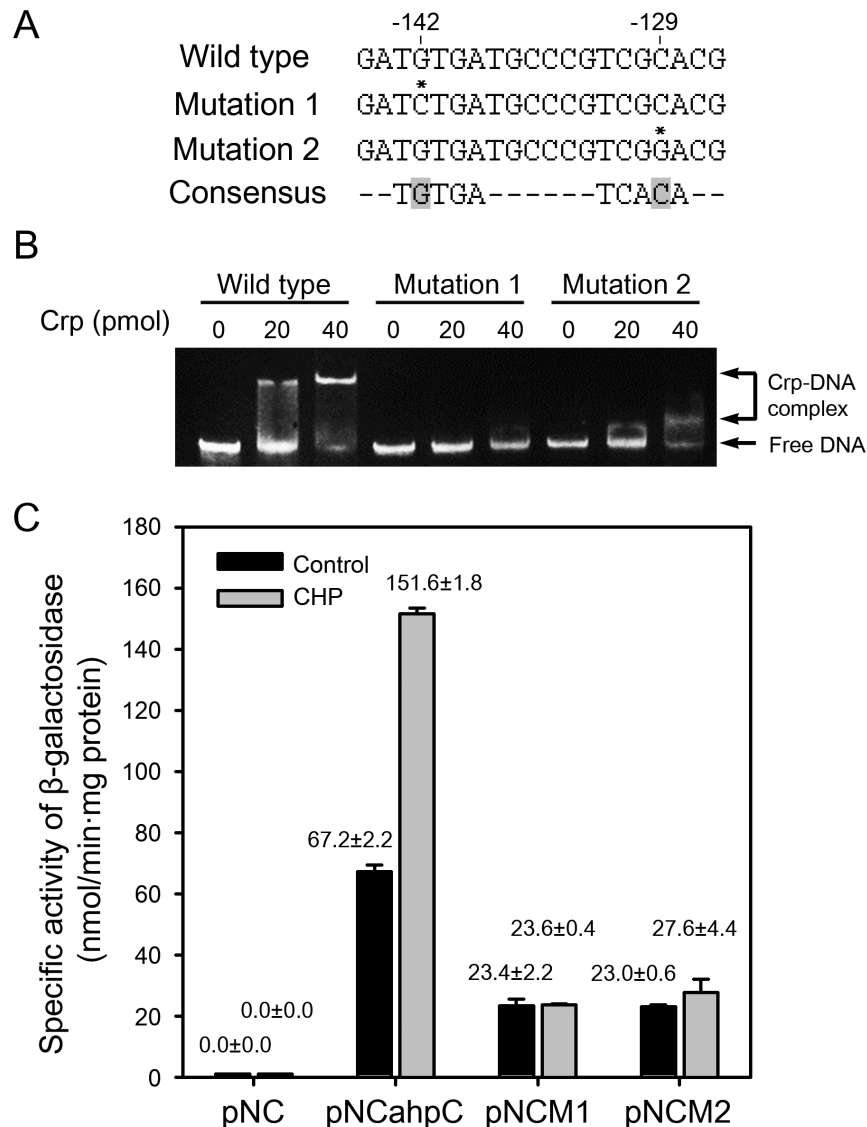 A
-142 -129
Wild type GATGTGATGCCCGTCGCACG
*
Mutation 1 GATCTGATGCCCGTCGCACG
*
Mutation 2 GATGTGATGCCCGTCGGACG
Consensus --TGTGA------TCACA--
B
Wild type Mutation 1 Mutation 2
Crp (pmol) 0 20 40 0 20 40 0 20 40
Crp-DNA
complex
Free DNA
C
Specific activity of β-galactosidase
(nmol/min·mg protein)
180
160
140
120
100
80
60
40
20
0
Control
CHP
0.0±0.0
0.0±0.0
67.2±2.2
151.6±1.8
23.4±2.2
23.6±0.4
23.0±0.6
27.6±4.4
pNC pNCahpC pNCM1 pNCM2